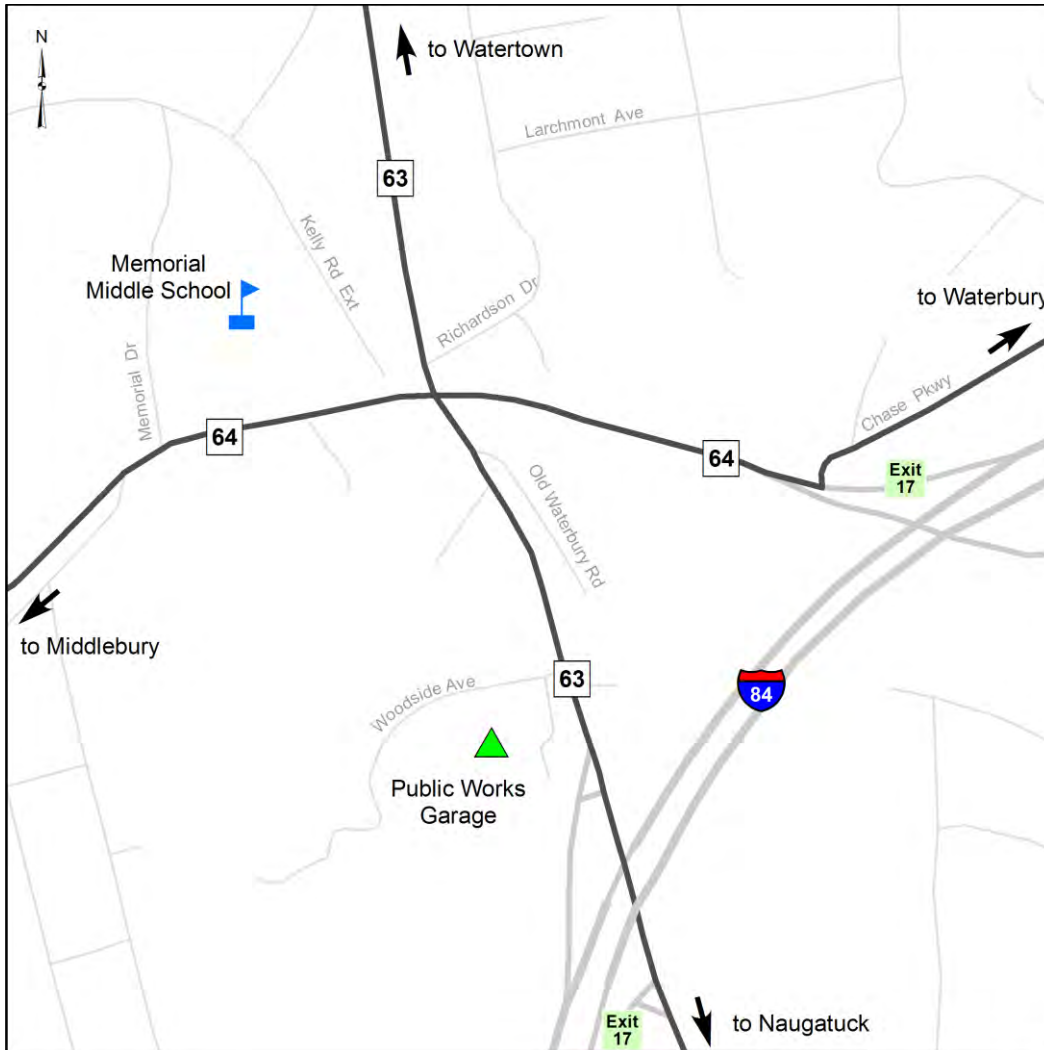 N
to Watertown
Larchmont Ave
63
Kelly Rd Ext
Memorial
Middle School
Richardson Dr
to Waterbury
Memorial Dr
Chase Pkwy
64
64
Exit
17
Old Waterbury Rd
to Middlebury
63
84
Woodside Ave
Public Works
Garage
Exit
17
to Naugatuck